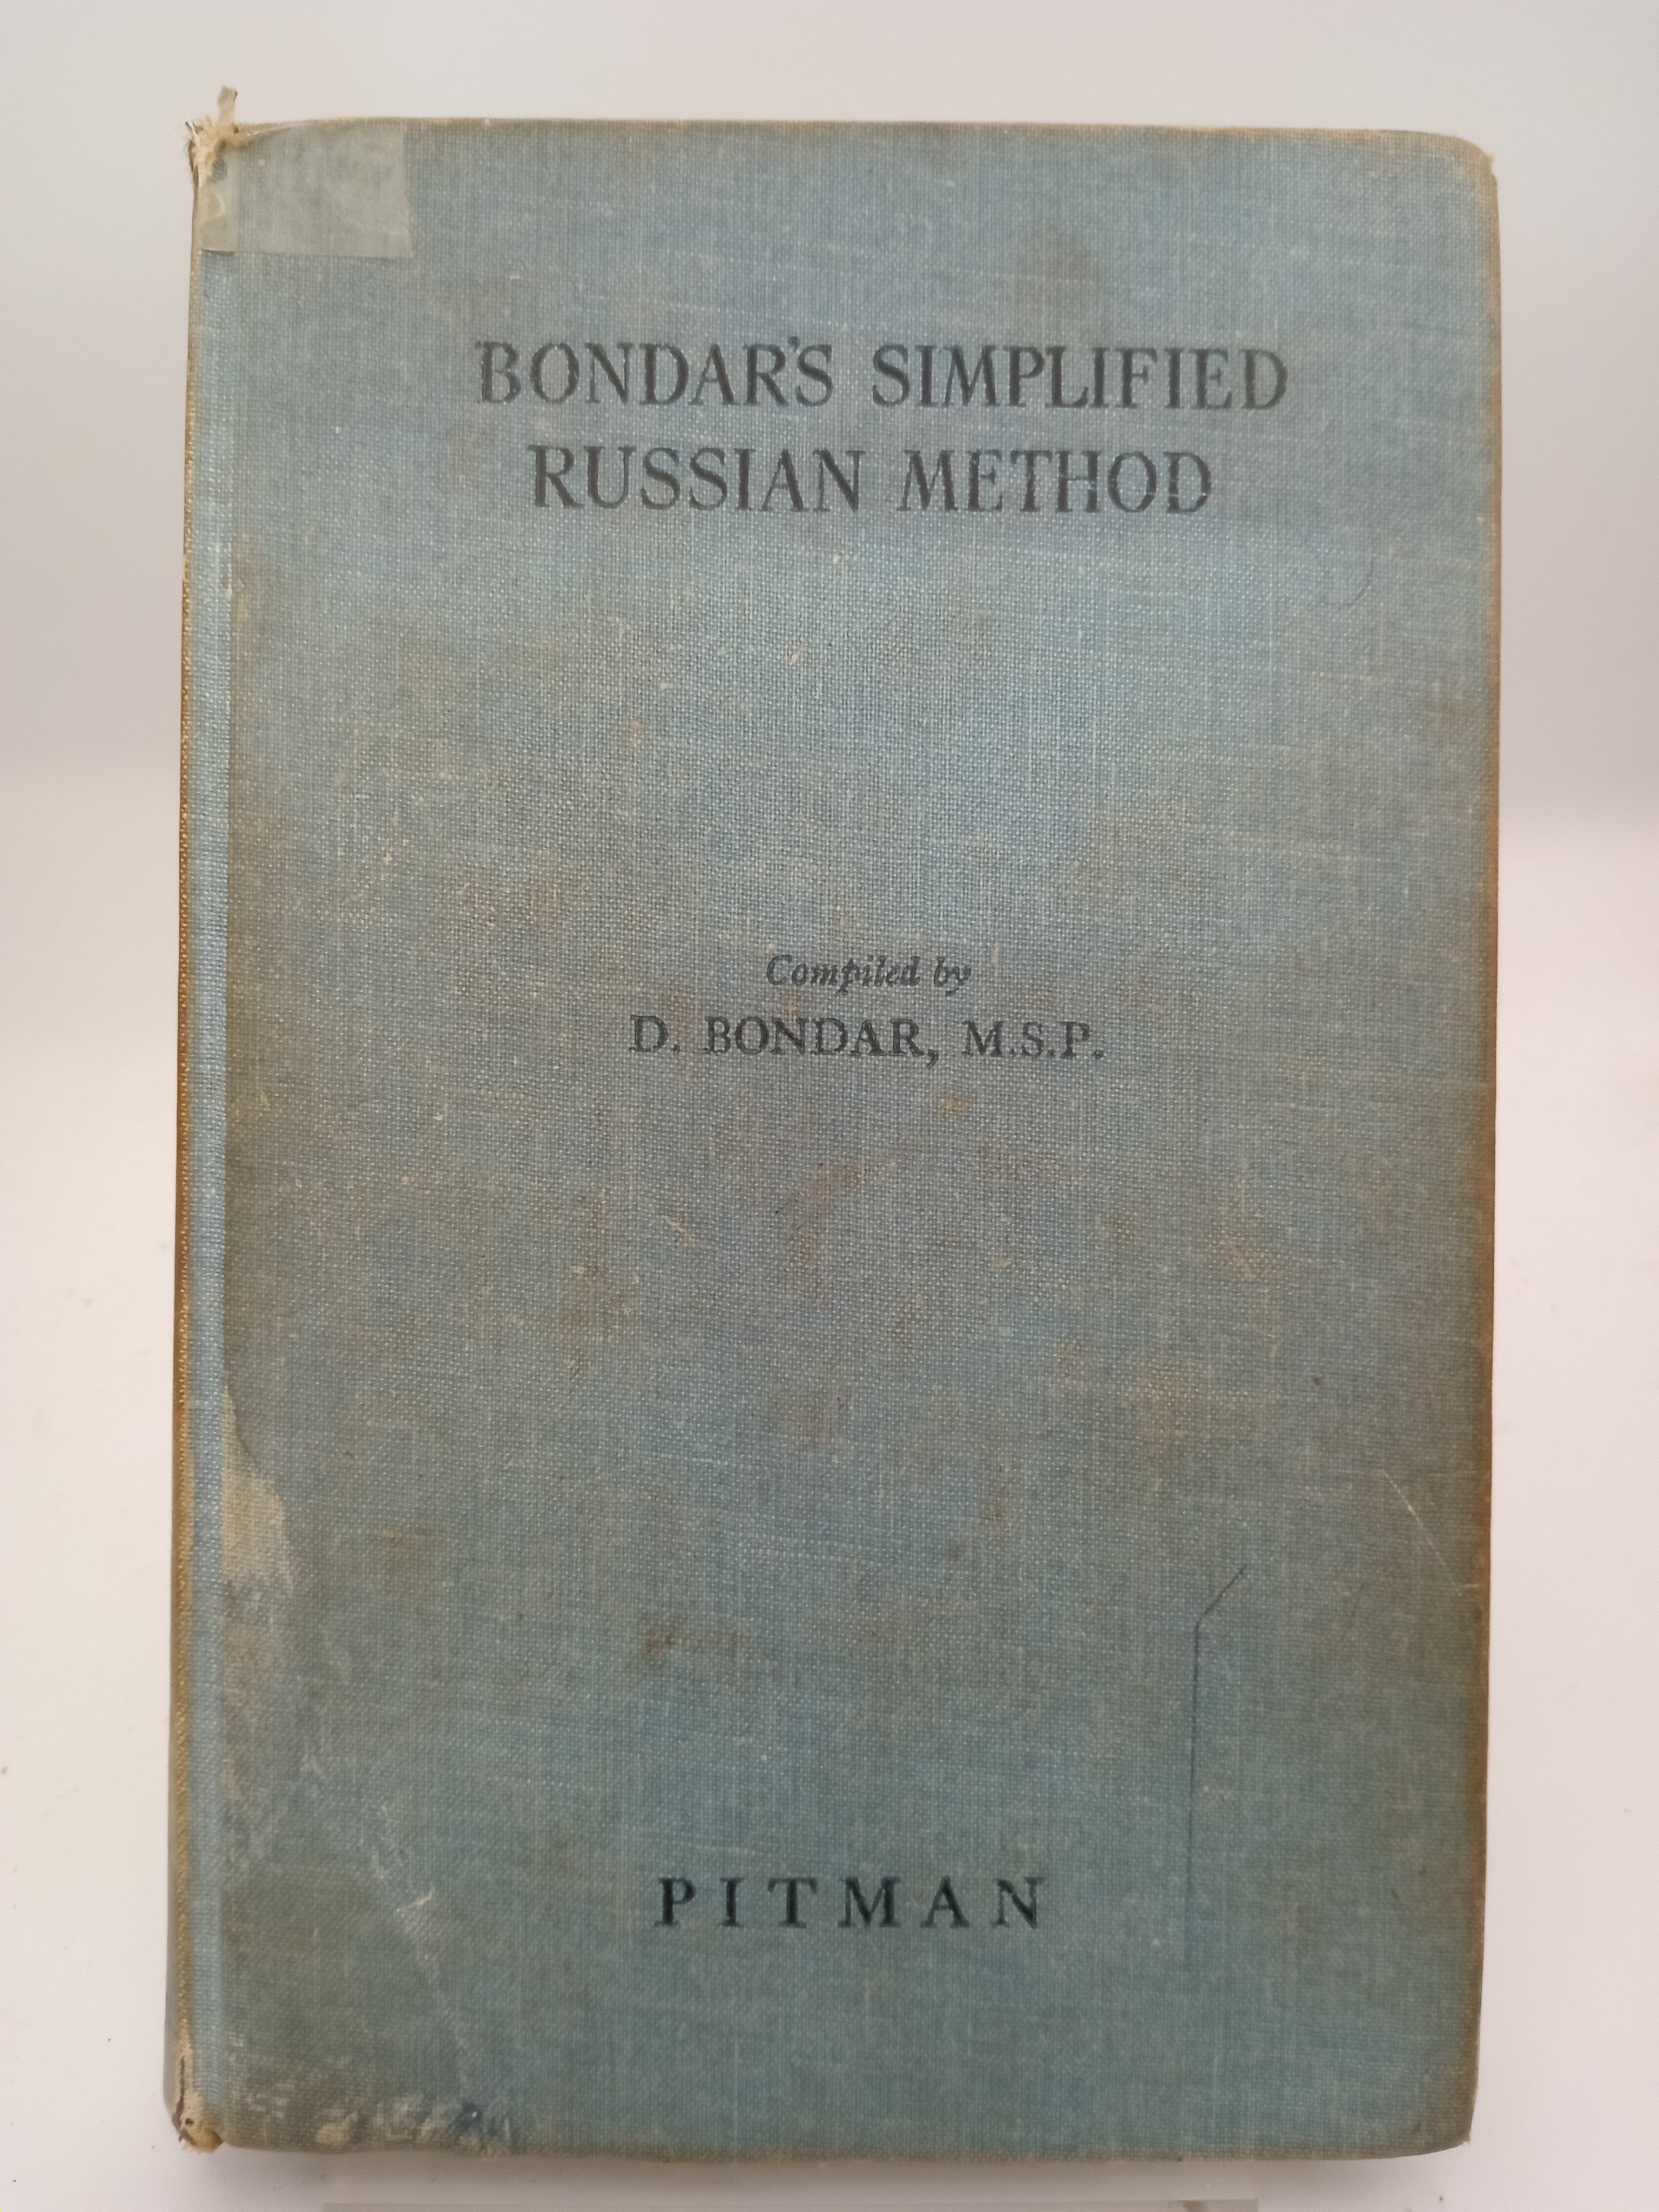 BONDAR'S SIMPLIFIED
RUSSIAN METHOD
Compiled by
D. BONDAR, M.S.P.
PITMAN